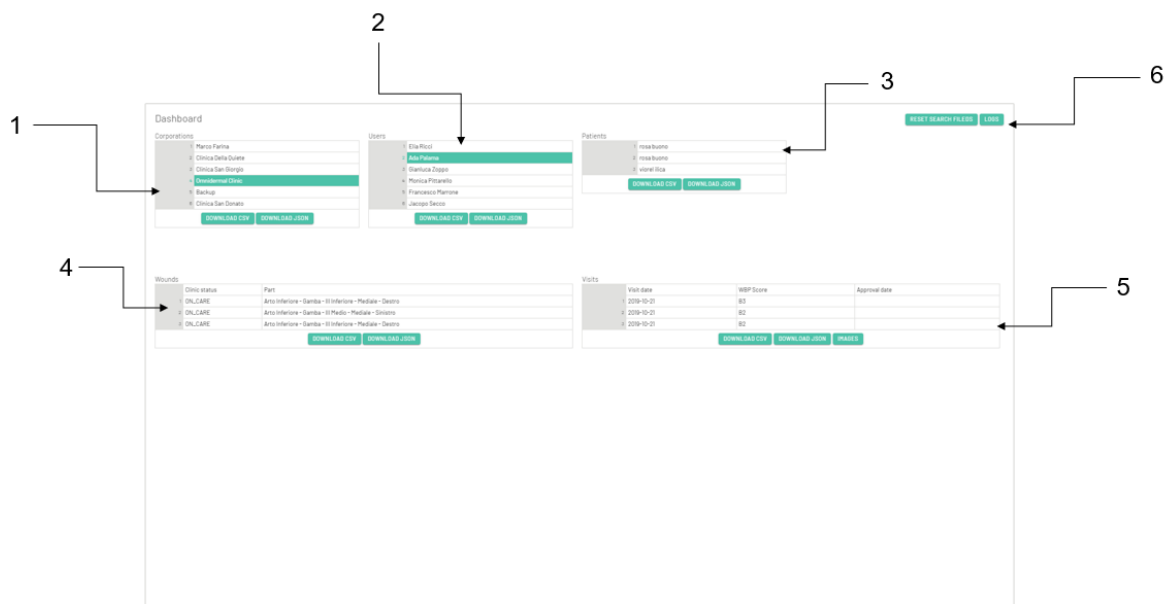 2
3
6
1
Dashboard
RESET SEARCH FILEDS LOGS
Corporations
1 Marco Farina
2 Clinica Della Quiete
3 Clinica San Giorgio
4 Omnidermal Clinic
5 Backup
6 Clinica San Donato
DOWNLOAD CSV DOWNLOAD JSON
Users
1 Elia Ricci
2 Ada Palama
3 Gianluca Zoppo
4 Monica Pittarello
5 Francesco Marrone
6 Jacopo Secco
DOWNLOAD CSV DOWNLOAD JSON
Patients
1 rosa buono
2 rosa buono
3 viorel ilica
DOWNLOAD CSV DOWNLOAD JSON
4
Wounds
Clinic status Part
1 ON_CARE Arto Inferiore - Gamba - III Inferiore - Mediale - Destro
2 ON_CARE Arto Inferiore - Gamba - III Medio - Mediale - Sinistro
3 ON_CARE Arto Inferiore - Gamba - III Inferiore - Mediale - Destro
DOWNLOAD CSV DOWNLOAD JSON
Visits
Visit date WBP Score Approval date
1 2019-10-21 B3
2 2019-10-21 B2
3 2019-10-21 B2
DOWNLOAD CSV DOWNLOAD JSON IMAGES
5